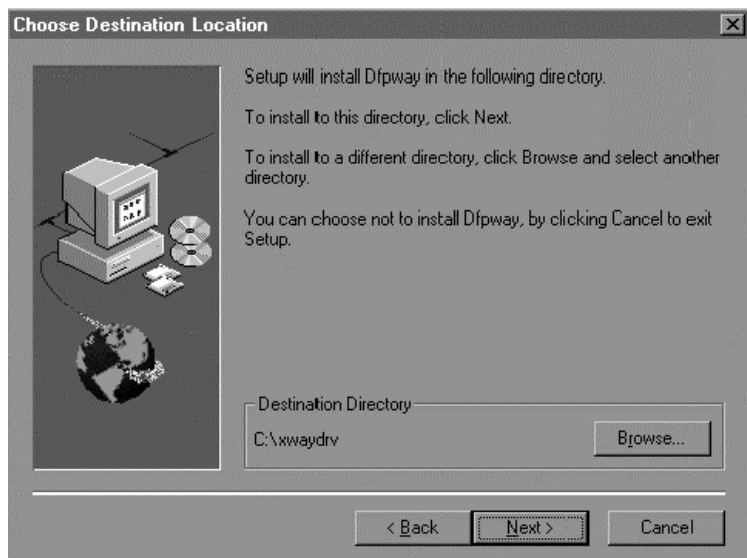 Choose Destination Location
Setup will install Dfpway in the following directory.
To install to this directory, click Next.
To install to a different directory, click Browse and select another
directory.
You can choose not to install Dfpway, by clicking Cancel to exit
Setup.
Destination Directory
C:\xwaydrv
Browse...
< Back
Next >
Cancel